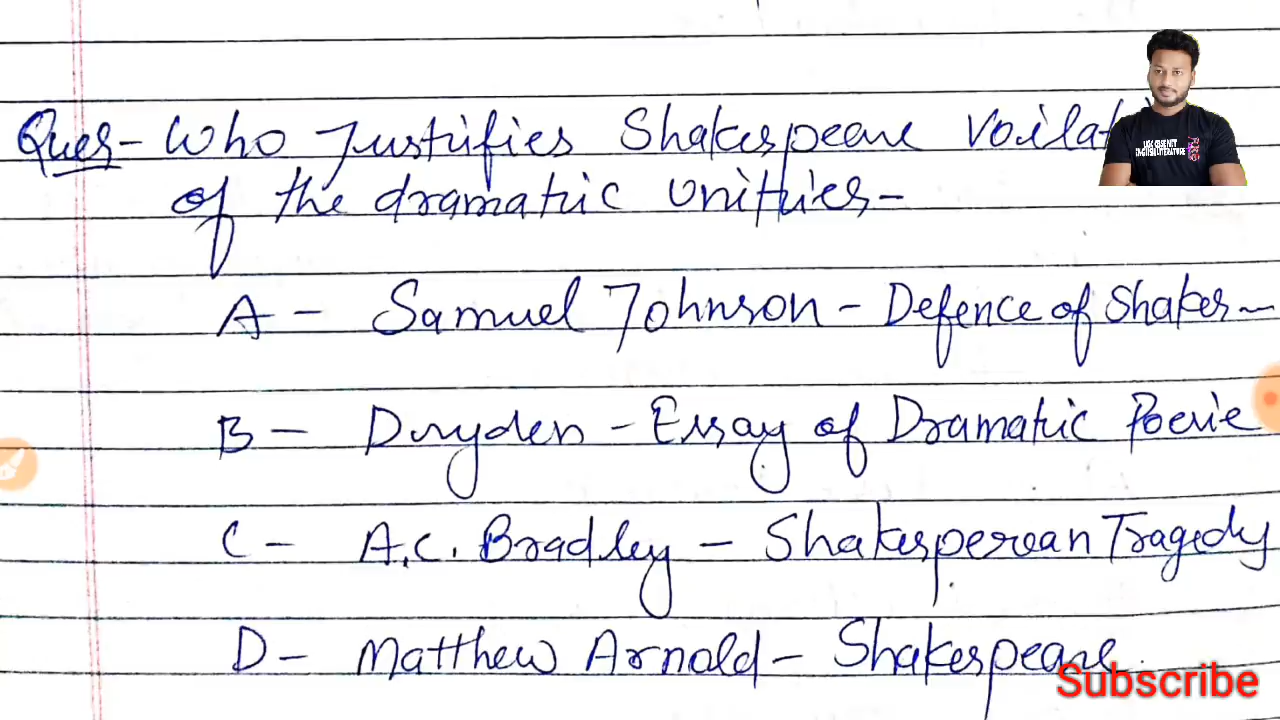 Ques- Who Justifies Shakespeare Voilat
of the dramatic Unities-
A - Samuel Johnson - Defence of Shakes-
B - Dryden - Essay of Dramatic Poesie
C - A.C. Bradley - Shakesperean Tragedy
D - Matthew Arnold - Shakespeare.
Subscribe